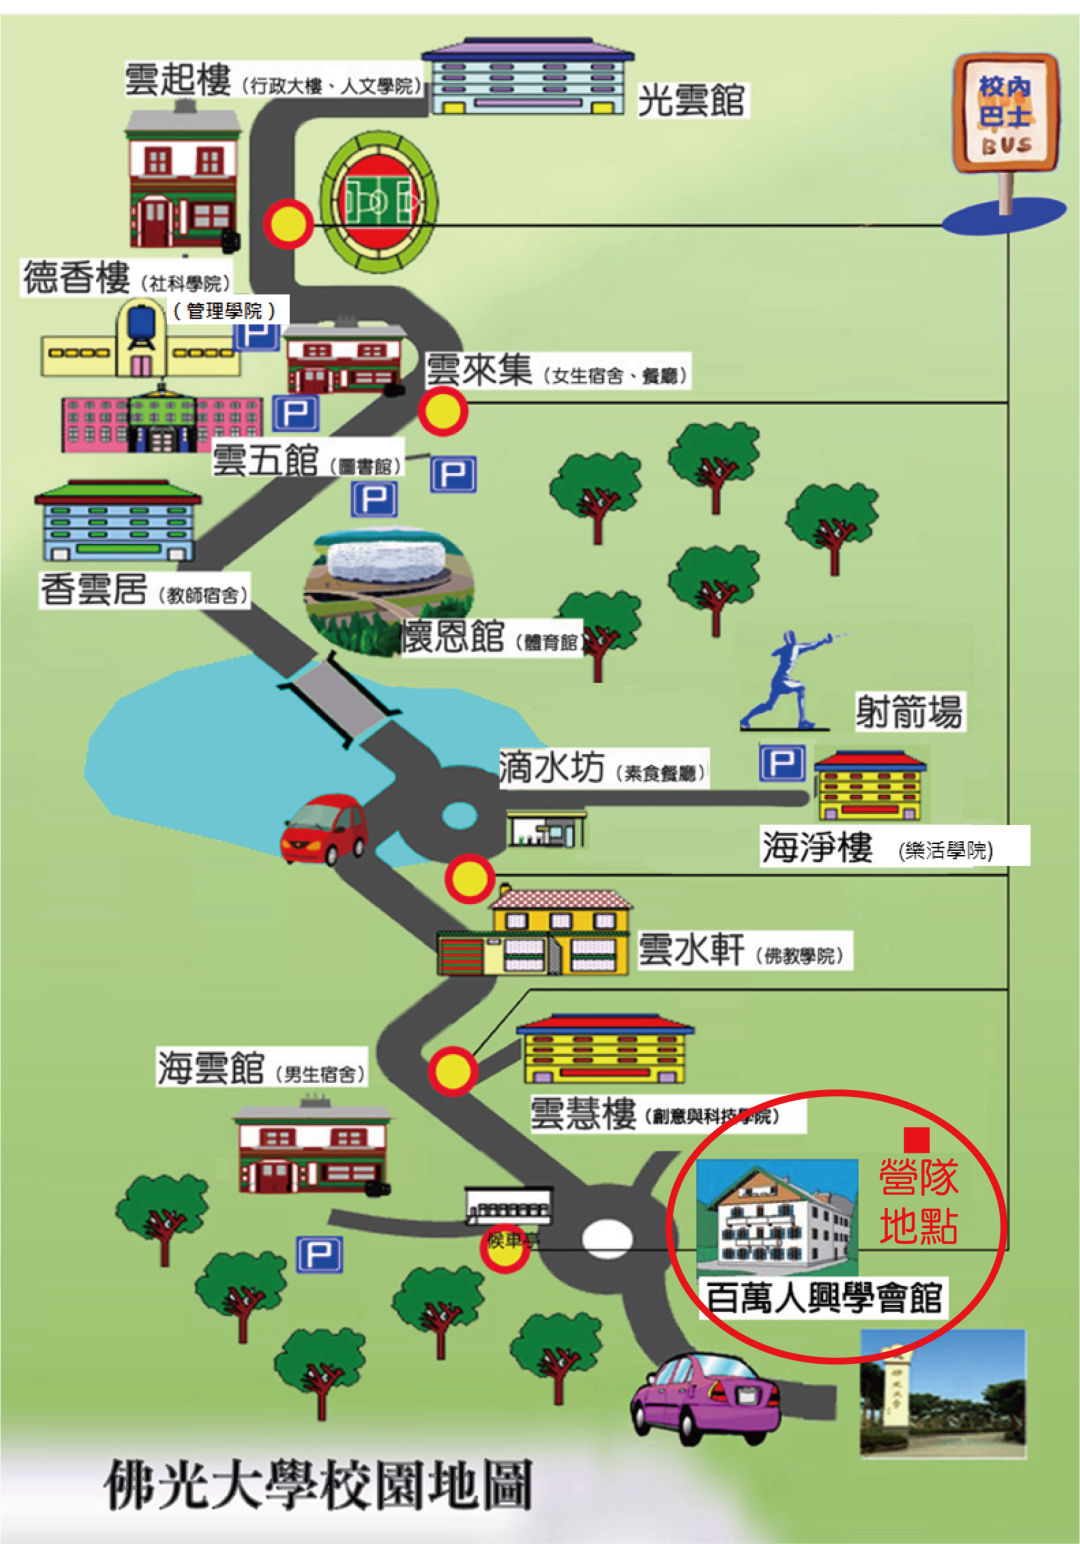 雲起樓（行政大樓、人文學院）
光雲館
校內
巴士
BUS
德香樓（社科學院）
（管理學院）
P
雲來集（女生宿舍、餐廳）
P
雲五館（圖書館）
P
P
香雲居（教師宿舍）
懷恩館（體育館）
射箭場
滴水坊（素食餐廳）
P
海淨樓 (樂活學院)
雲水軒（佛教學院）
海雲館（男生宿舍）
雲慧樓（創意與科技學院）
營隊
地點
候車亭
P
百萬人興學會館
佛光大學
佛光大學校園地圖